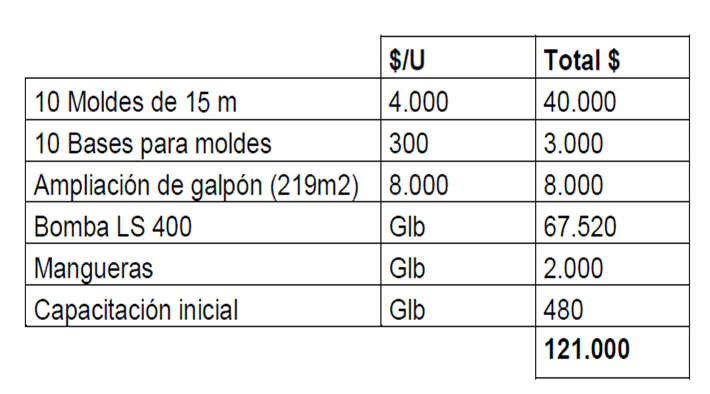 $/U Total $
10 Moldes de 15 m 4.000 40.000
10 Bases para moldes 300 3.000
Ampliación de galpón (219m2) 8.000 8.000
Bomba LS 400 Glb 67.520
Mangueras Glb 2.000
Capacitación inicial Glb 480
121.000